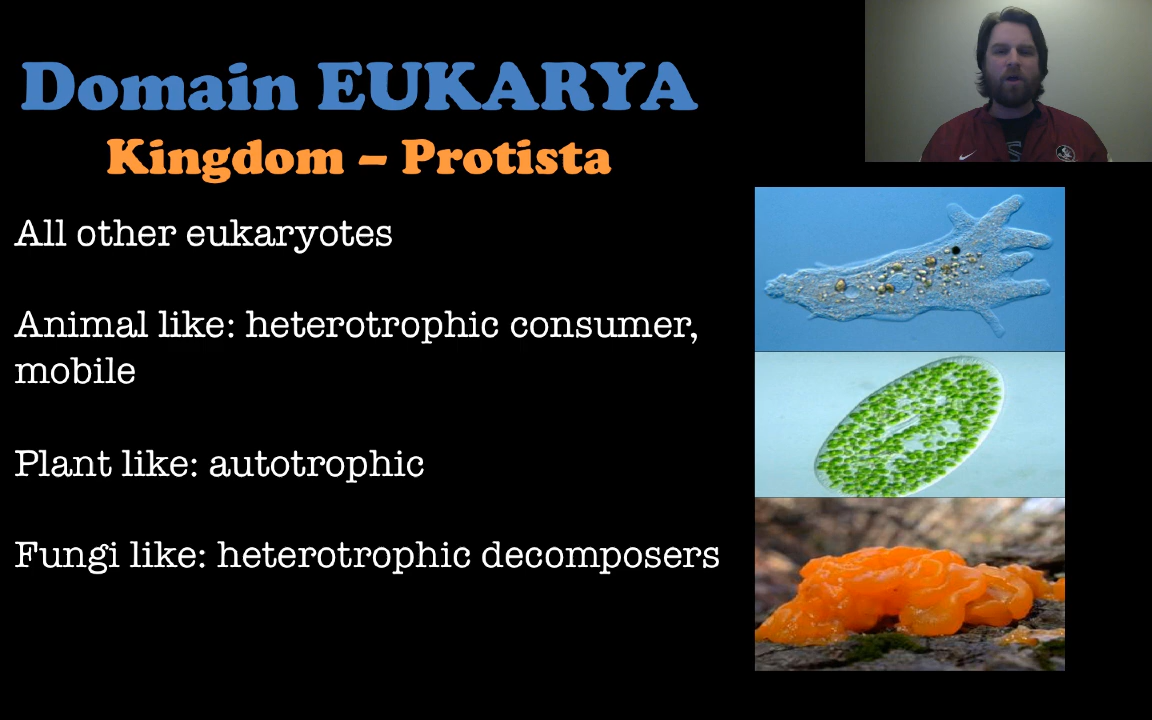 Domain EUKARYA
Kingdom – Protista
All other eukaryotes
Animal like: heterotrophic consumer,
mobile
Plant like: autotrophic
Fungi like: heterotrophic decomposers